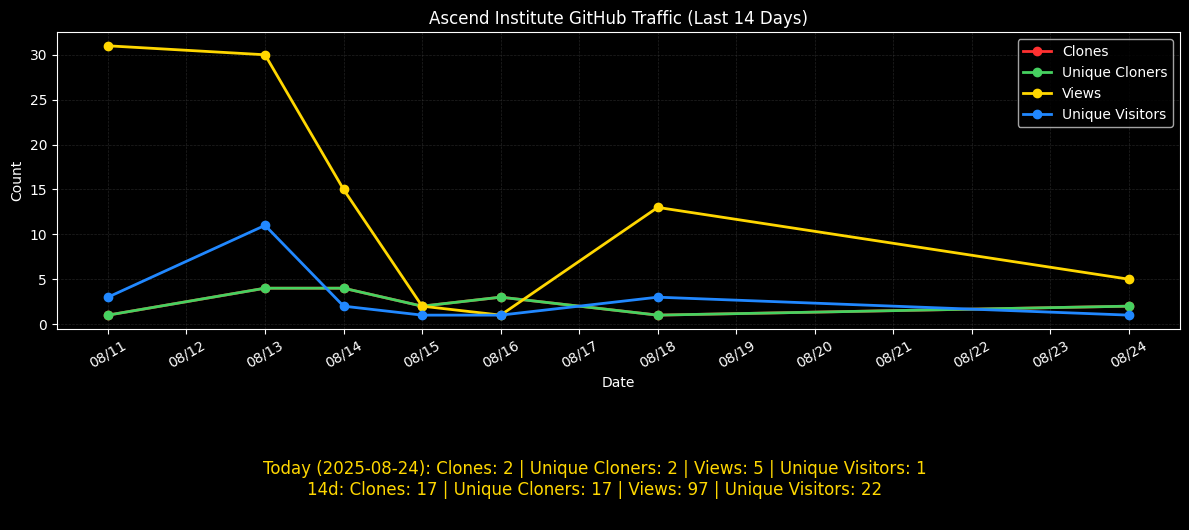 Ascend Institute GitHub Traffic (Last 14 Days)
Clones
Unique Cloners
Views
Unique Visitors
Count
30
25
20
15
10
5
0
08/11 08/12 08/13 08/14 08/15 08/16 08/17 08/18 08/19 08/20 08/21 08/22 08/23 08/24
Date
Today (2025-08-24): Clones: 2 | Unique Cloners: 2 | Views: 5 | Unique Visitors: 1
14d: Clones: 17 | Unique Cloners: 17 | Views: 97 | Unique Visitors: 22